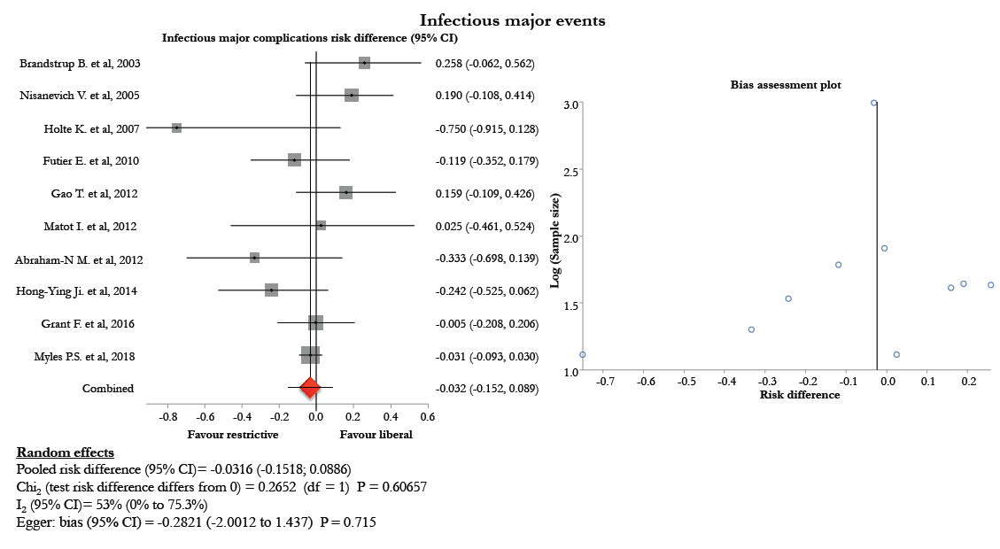 Infectious major events
Infectious major complications risk difference (95% CI)
Brandstrup B. et al, 2003 0.258 (-0.062, 0.562)
Nisanevich V. et al, 2005 0.190 (-0.108, 0.414)
Holte K. et al, 2007 -0.750 (-0.915, 0.128)
Futier E. et al, 2010 -0.119 (-0.352, 0.179)
Gao T. et al, 2012 0.159 (-0.109, 0.426)
Matot I. et al, 2012 0.025 (-0.461, 0.524)
Abraham-N M. et al, 2012 -0.333 (-0.698, 0.139)
Hong-Ying Ji. et al, 2014 -0.242 (-0.525, 0.062)
Grant F. et al, 2016 -0.005 (-0.208, 0.206)
Myles P.S. et al, 2018 -0.031 (-0.093, 0.030)
Combined -0.032 (-0.152, 0.089)
-0.8 -0.6 -0.4 -0.2 0.0 0.2 0.4 0.6
Favour restrictive Favour liberal
Bias assessment plot
Log (Sample size)
3.0
2.5
2.0
1.5
1.0
-0.7 -0.6 -0.5 -0.4 -0.3 -0.2 -0.1 0.0 0.1 0.2
Risk difference
Random effects
Pooled risk difference (95% CI)= -0.0316 (-0.1518; 0.0886)
Chi2 (test risk difference differs from 0) = 0.2652 (df = 1) P = 0.60657
I2 (95% CI)= 53% (0% to 75.3%)
Egger: bias (95% CI) = -0.2821 (-2.0012 to 1.437) P = 0.715